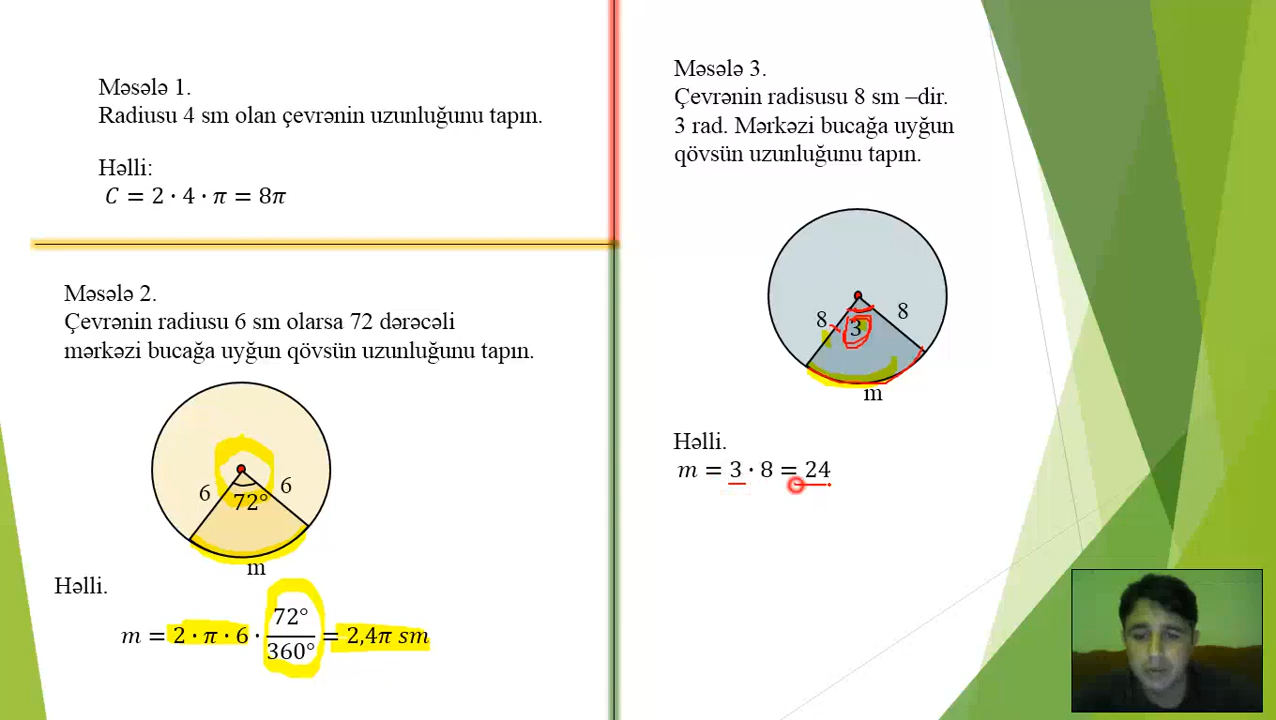 Məsələ 1.
Radiusu 4 sm olan çevrənin uzunluğunu tapın.
Həlli:
C = 2 · 4 · π = 8π
Məsələ 2.
Çevrənin radiusu 6 sm olarsa 72 dərəcəli
mərkəzi bucağa uyğun qövsün uzunluğunu tapın.
6
6
72°
m
Həlli.
m = 2 · π · 6 · 72°/360° = 2,4π sm
Məsələ 3.
Çevrənin radisusu 8 sm –dir.
3 rad. Mərkəzi bucağa uyğun
qövsün uzunluğunu tapın.
8
8
3
m
Həlli.
m = 3 · 8 = 24